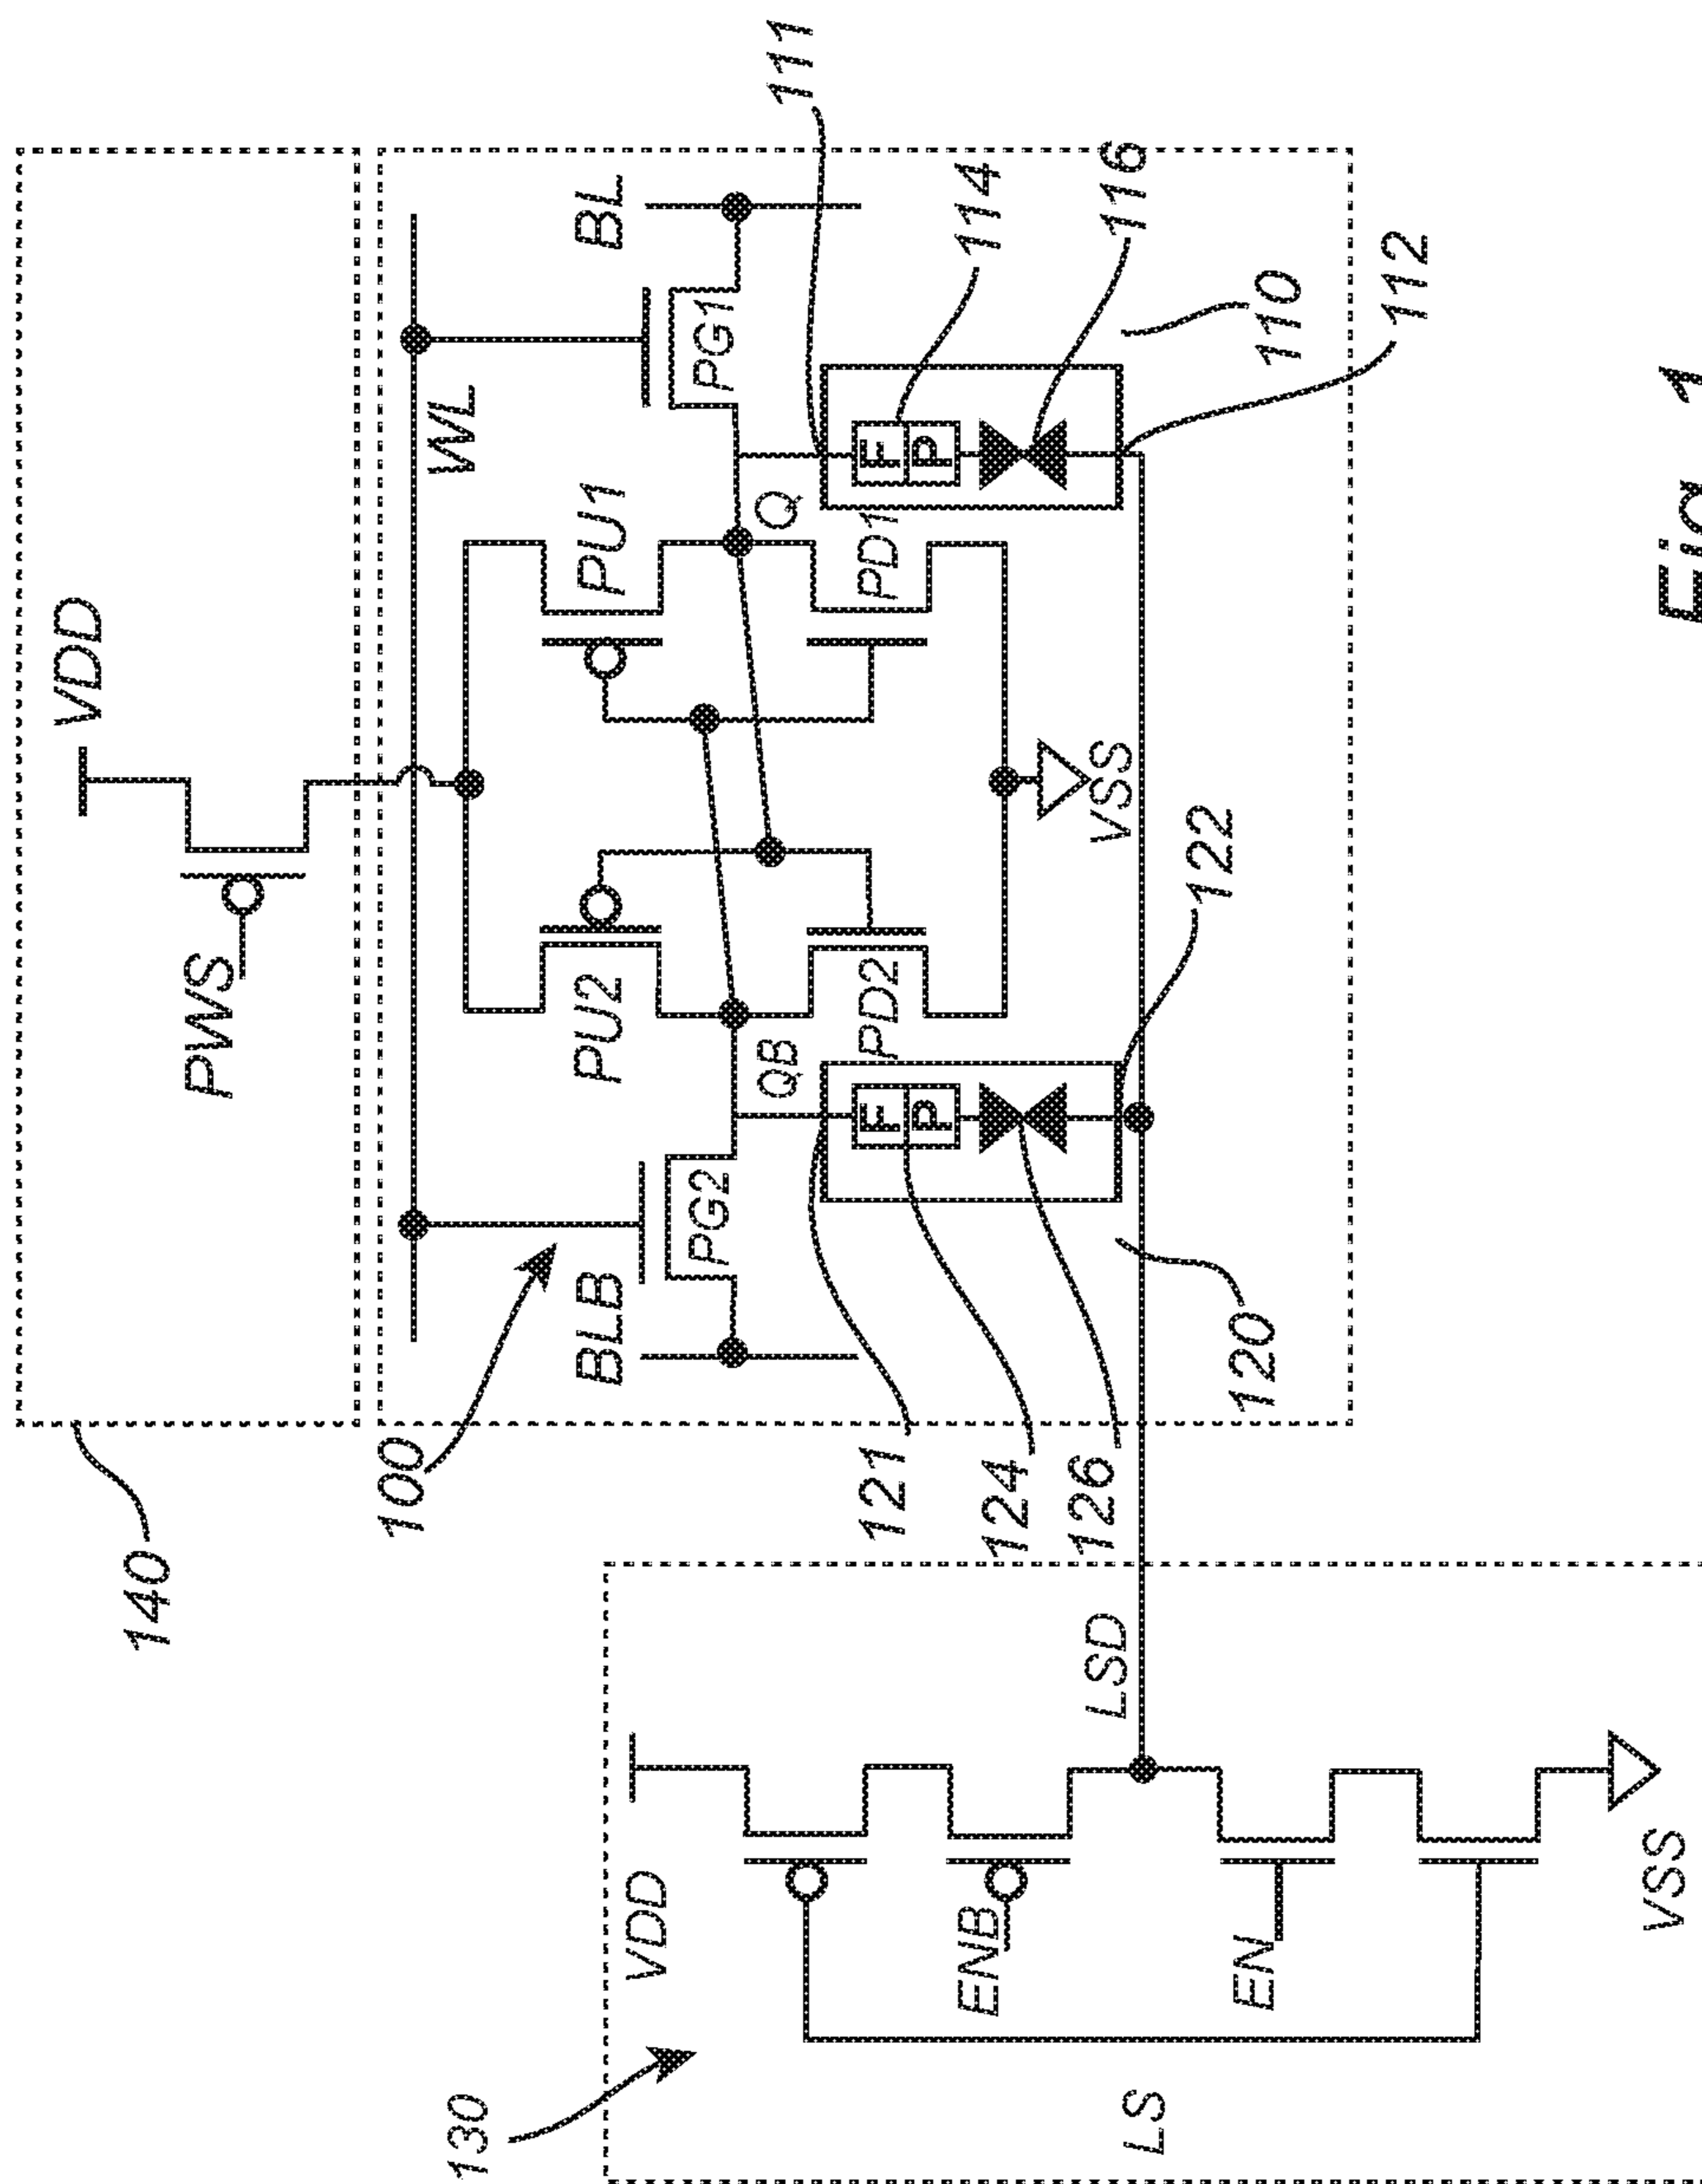 140
VDD
PWS
100
WL
BLB
PU2
PU1
BL
PG2
PG1
QB
Q
111
F
P
PD2
PD1
F
P
114
121
124
126
VSS
116
122
120
110
112
130
VDD
ENB
LSD
EN
LS
VSS
Fig. 1